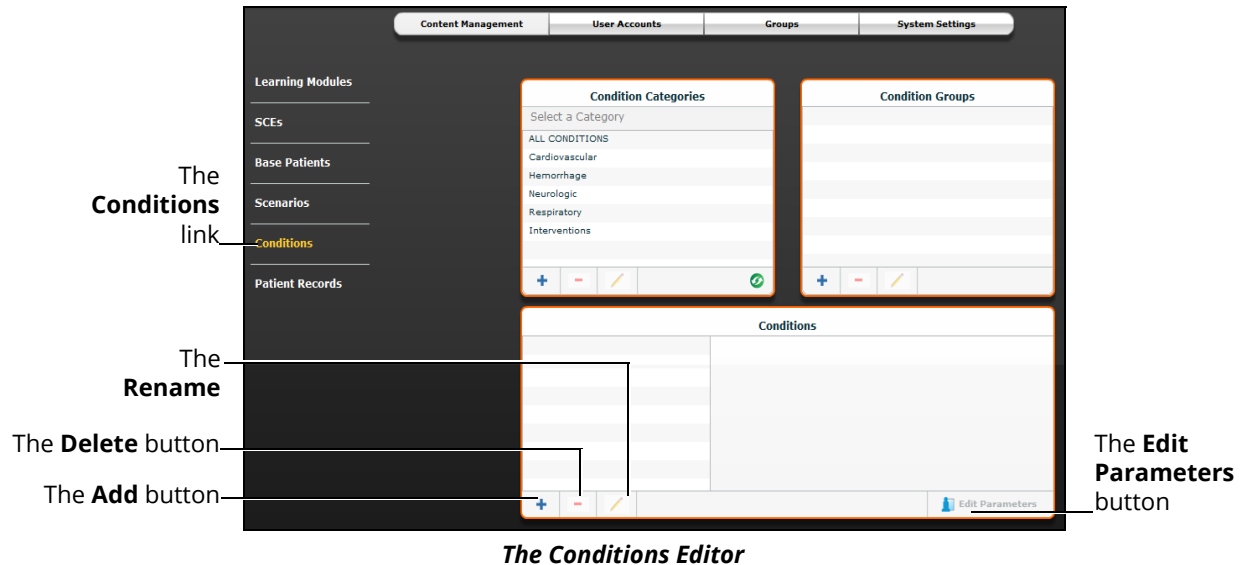 Content Management
User Accounts
Groups
System Settings
Learning Modules
SCEs
Base Patients
Scenarios
Conditions
Patient Records
Condition Categories
Select a Category
ALL CONDITIONS
Cardiovascular
Hemorrhage
Neurologic
Respiratory
Interventions
Condition Groups
Conditions
Edit Parameters
The
Conditions
link
The
Rename
The Delete button
The Add button
The Edit
Parameters
button
The Conditions Editor